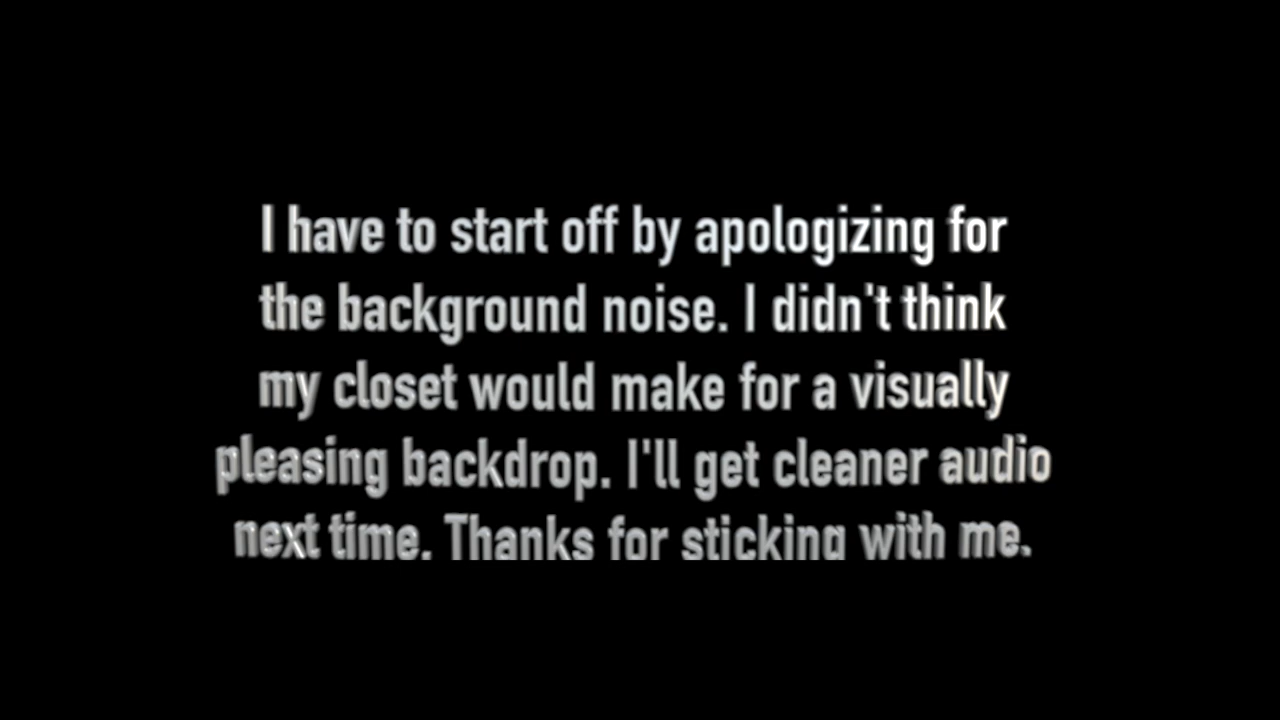 I have to start off by apologizing for
the background noise. I didn't think
my closet would make for a visually
pleasing backdrop. I'll get cleaner audio
next time. Thanks for sticking with me.